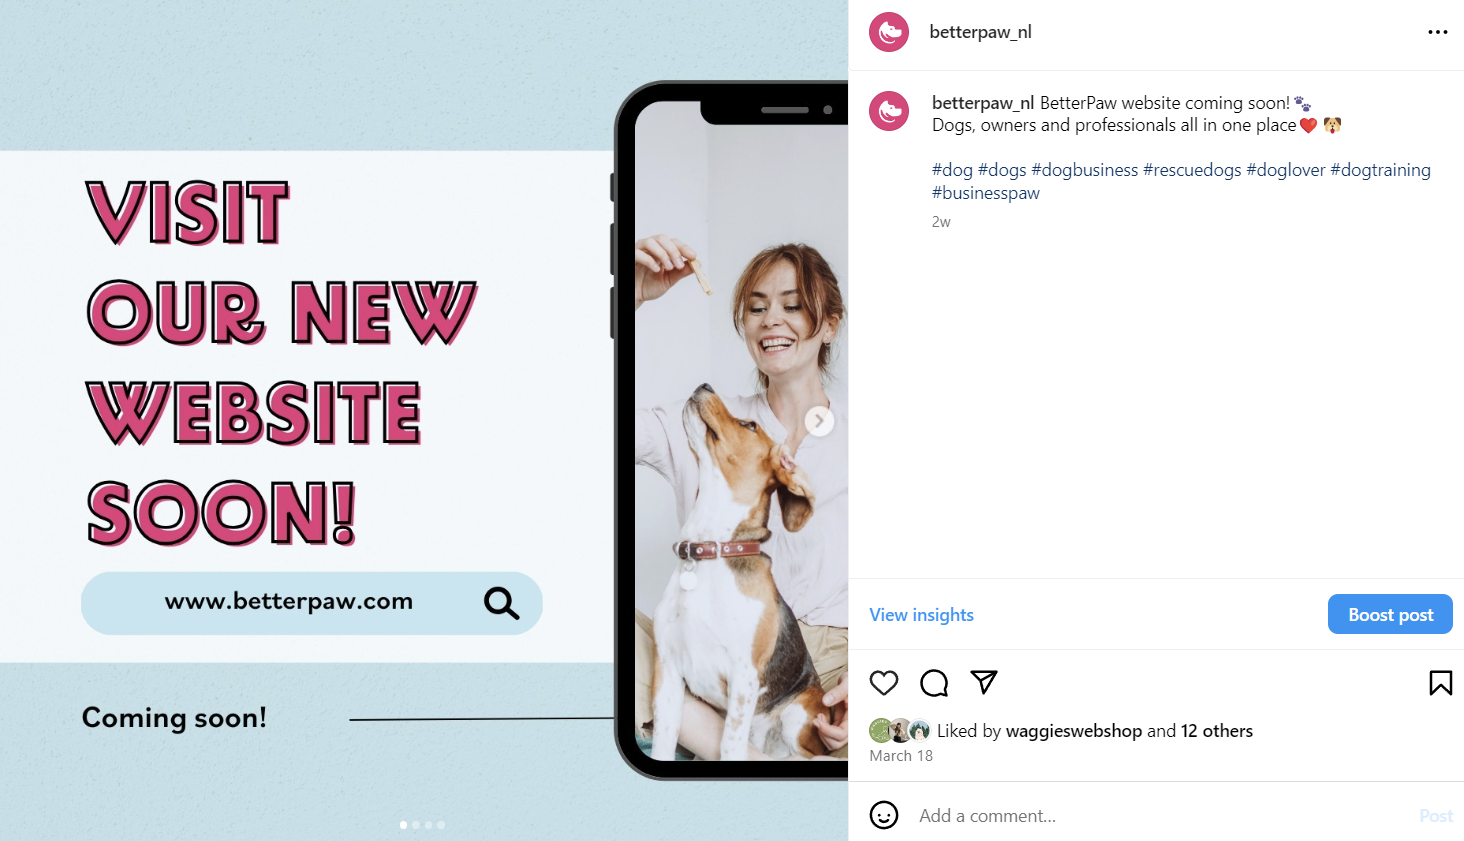 VISIT
OUR NEW
WEBSITE
SOON!
www.betterpaw.com
Coming soon!
betterpaw_nl
betterpaw_nl BetterPaw website coming soon!🐾
Dogs, owners and professionals all in one place❤️ 🐶
#dog #dogs #dogbusiness #rescuedogs #doglover #dogtraining
#businesspaw
2w
View insights
Boost post
Liked by waggieswebshop and 12 others
March 18
Add a comment...
Post